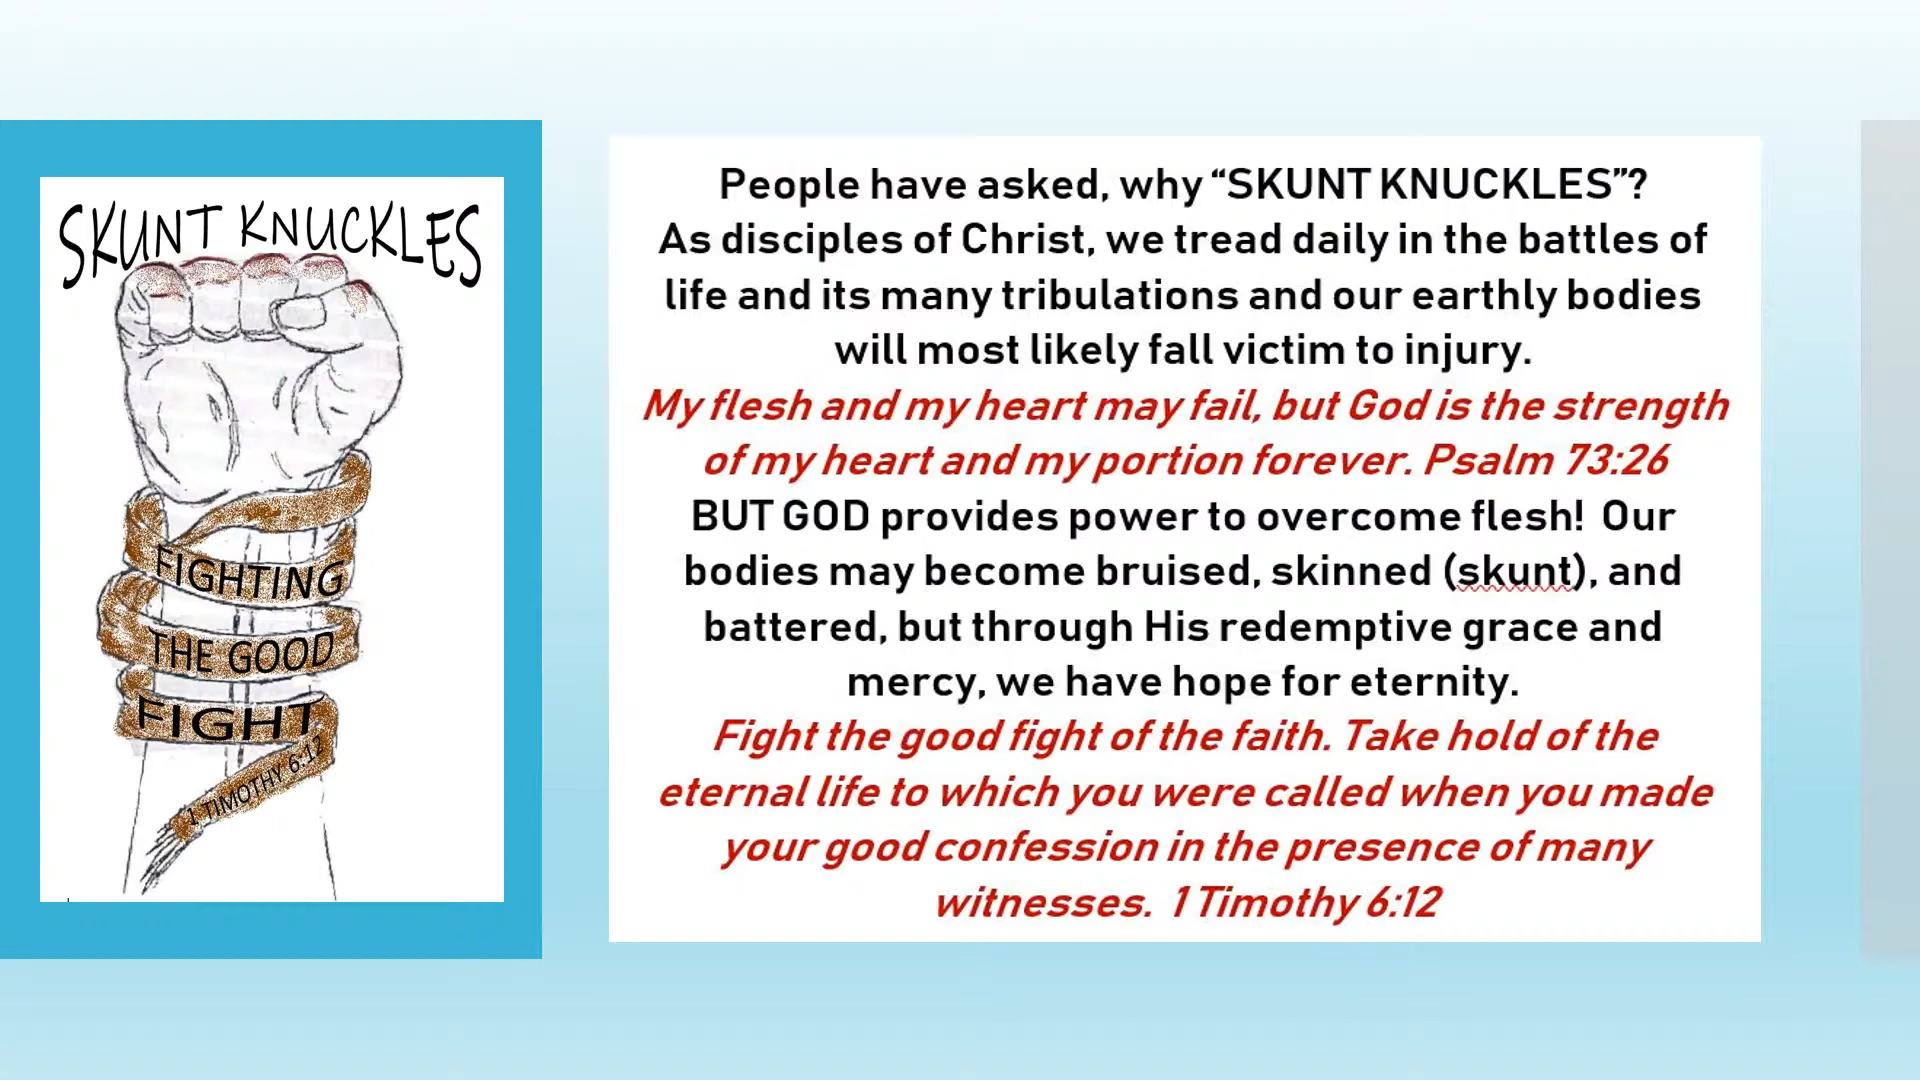 SKUNT KNUCKLES
FIGHTING
THE GOOD
FIGHT
1 TIMOTHY 6:12
People have asked, why “SKUNT KNUCKLES”?
As disciples of Christ, we tread daily in the battles of
life and its many tribulations and our earthly bodies
will most likely fall victim to injury.
My flesh and my heart may fail, but God is the strength
of my heart and my portion forever. Psalm 73:26
BUT GOD provides power to overcome flesh! Our
bodies may become bruised, skinned (skunt), and
battered, but through His redemptive grace and
mercy, we have hope for eternity.
Fight the good fight of the faith. Take hold of the
eternal life to which you were called when you made
your good confession in the presence of many
witnesses. 1 Timothy 6:12